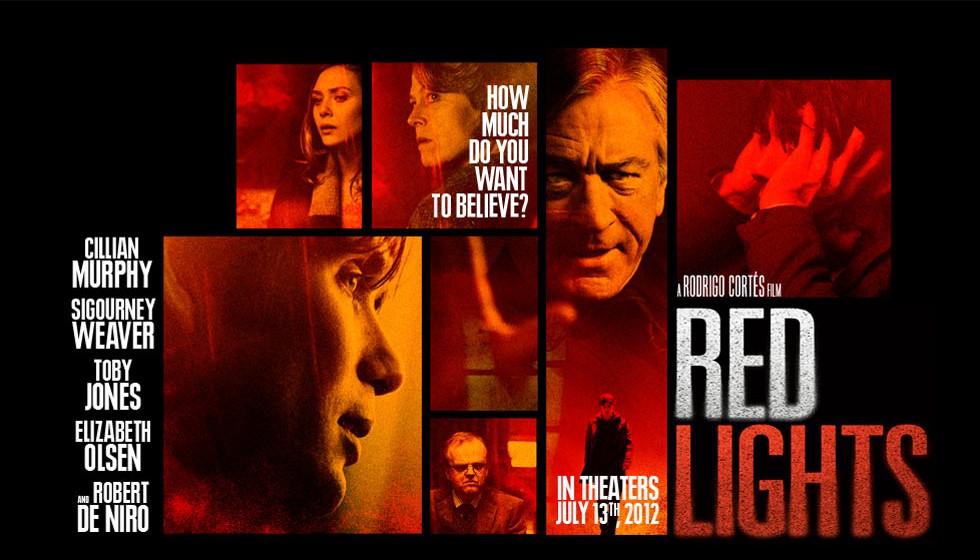 HOW
MUCH
DO YOU
WANT
TO BELIEVE?
CILLIAN
MURPHY
SIGOURNEY
WEAVER
TOBY
JONES
ELIZABETH
OLSEN
AND ROBERT
DE NIRO
A RODRIGO CORTÉS FILM
RED
LIGHTS
IN THEATERS
JULY 13TH, 2012